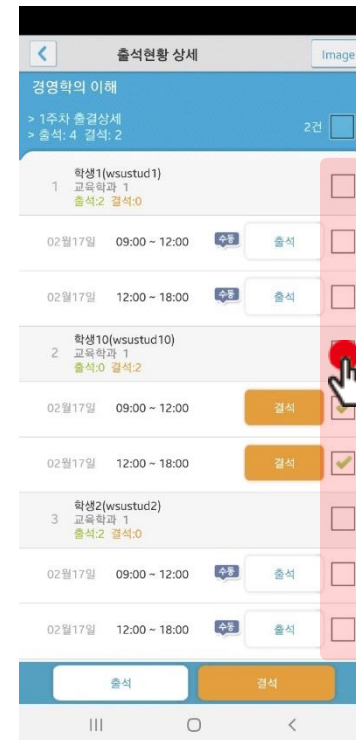 출석현황 상세
Image
경영학의 이해
> 1주차 출결상세
> 출석: 4 결석: 2
2건
1
학생1(wsustud1)
교육학과 1
출석:2 결석:0
02월17일 09:00 ~ 12:00 수동 출석
02월17일 12:00 ~ 18:00 수동 출석
2
학생10(wsustud10)
교육학과 1
출석:0 결석:2
02월17일 09:00 ~ 12:00 결석
02월17일 12:00 ~ 18:00 결석
3
학생2(wsustud2)
교육학과 1
출석:2 결석:0
02월17일 09:00 ~ 12:00 수동 출석
02월17일 12:00 ~ 18:00 수동 출석
출석 결석